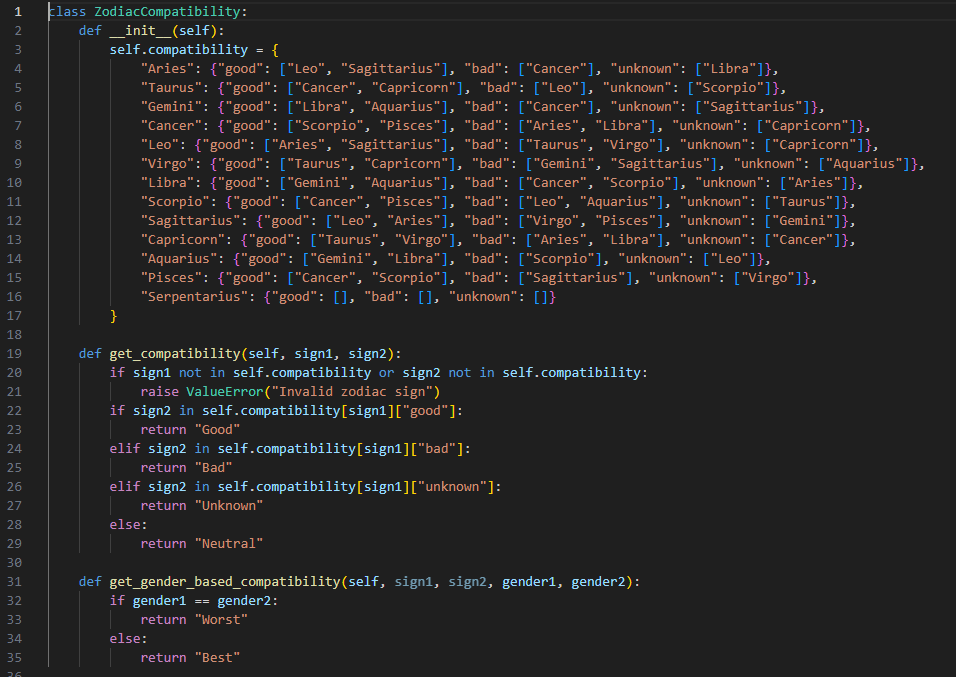 1 class ZodiacCompatibility:
2 def __init__(self):
3 self.compatibility = {
4 "Aries": {"good": ["Leo", "Sagittarius"], "bad": ["Cancer"], "unknown": ["Libra"]},
5 "Taurus": {"good": ["Cancer", "Capricorn"], "bad": ["Leo"], "unknown": ["Scorpio"]},
6 "Gemini": {"good": ["Libra", "Aquarius"], "bad": ["Cancer"], "unknown": ["Sagittarius"]},
7 "Cancer": {"good": ["Scorpio", "Pisces"], "bad": ["Aries", "Libra"], "unknown": ["Capricorn"]},
8 "Leo": {"good": ["Aries", "Sagittarius"], "bad": ["Taurus", "Virgo"], "unknown": ["Capricorn"]},
9 "Virgo": {"good": ["Taurus", "Capricorn"], "bad": ["Gemini", "Sagittarius"], "unknown": ["Aquarius"]},
10 "Libra": {"good": ["Gemini", "Aquarius"], "bad": ["Cancer", "Scorpio"], "unknown": ["Aries"]},
11 "Scorpio": {"good": ["Cancer", "Pisces"], "bad": ["Leo", "Aquarius"], "unknown": ["Taurus"]},
12 "Sagittarius": {"good": ["Leo", "Aries"], "bad": ["Virgo", "Pisces"], "unknown": ["Gemini"]},
13 "Capricorn": {"good": ["Taurus", "Virgo"], "bad": ["Aries", "Libra"], "unknown": ["Cancer"]},
14 "Aquarius": {"good": ["Gemini", "Libra"], "bad": ["Scorpio"], "unknown": ["Leo"]},
15 "Pisces": {"good": ["Cancer", "Scorpio"], "bad": ["Sagittarius"], "unknown": ["Virgo"]},
16 "Serpentarius": {"good": [], "bad": [], "unknown": []}
17 }
18
19 def get_compatibility(self, sign1, sign2):
20 if sign1 not in self.compatibility or sign2 not in self.compatibility:
21 raise ValueError("Invalid zodiac sign")
22 if sign2 in self.compatibility[sign1]["good"]:
23 return "Good"
24 elif sign2 in self.compatibility[sign1]["bad"]:
25 return "Bad"
26 elif sign2 in self.compatibility[sign1]["unknown"]:
27 return "Unknown"
28 else:
29 return "Neutral"
30
31 def get_gender_based_compatibility(self, sign1, sign2, gender1, gender2):
32 if gender1 == gender2:
33 return "Worst"
34 else:
35 return "Best"
36